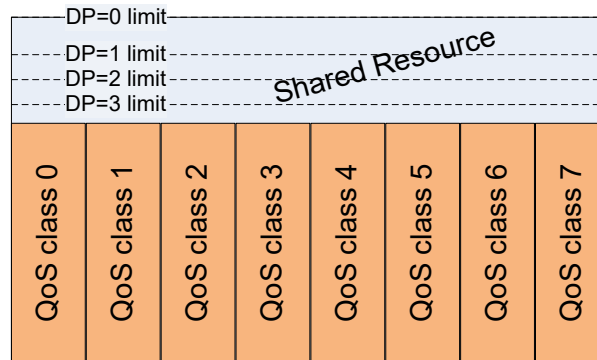 DP=0 limit
DP=1 limit
DP=2 limit
DP=3 limit
Shared Resource
QoS class 0
QoS class 1
QoS class 2
QoS class 3
QoS class 4
QoS class 5
QoS class 6
QoS class 7